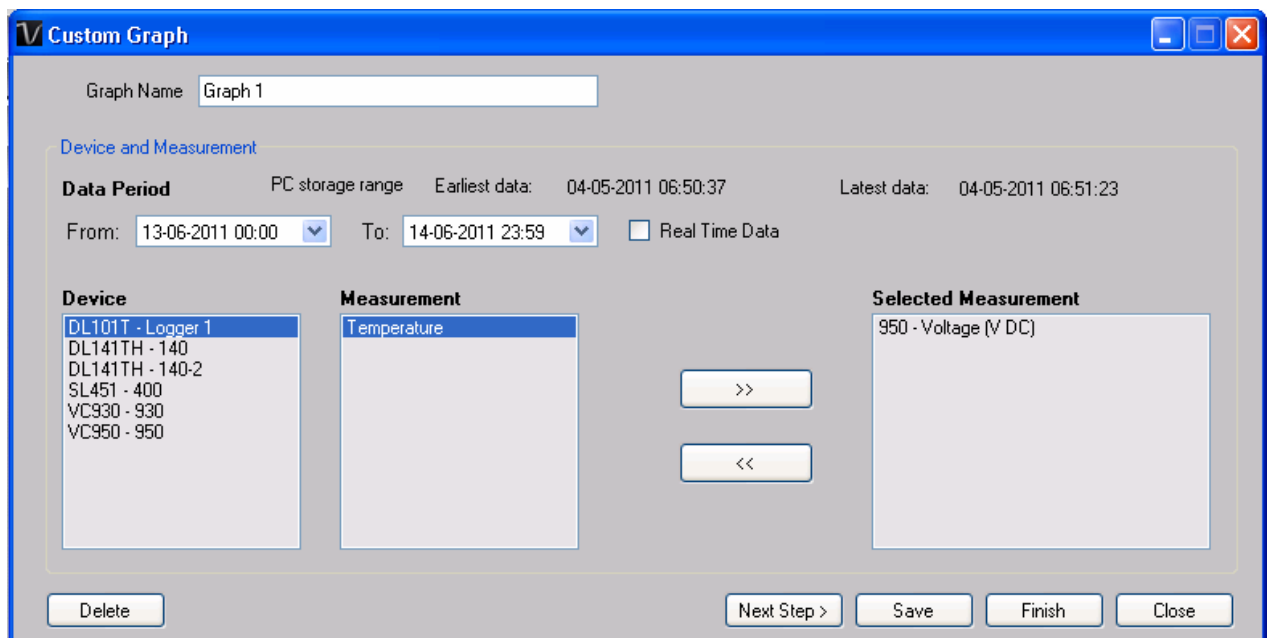 Custom Graph
Graph Name Graph 1
Device and Measurement
Data Period PC storage range Earliest data: 04-05-2011 06:50:37 Latest data: 04-05-2011 06:51:23
From: 13-06-2011 00:00 To: 14-06-2011 23:59 Real Time Data
Device Measurement Selected Measurement
DL101T - Logger 1 Temperature 950 - Voltage (V DC)
DL141TH - 140
DL141TH - 140-2
SL451 - 400
VC930 - 930
VC950 - 950
>>
<<
Delete Next Step > Save Finish Close